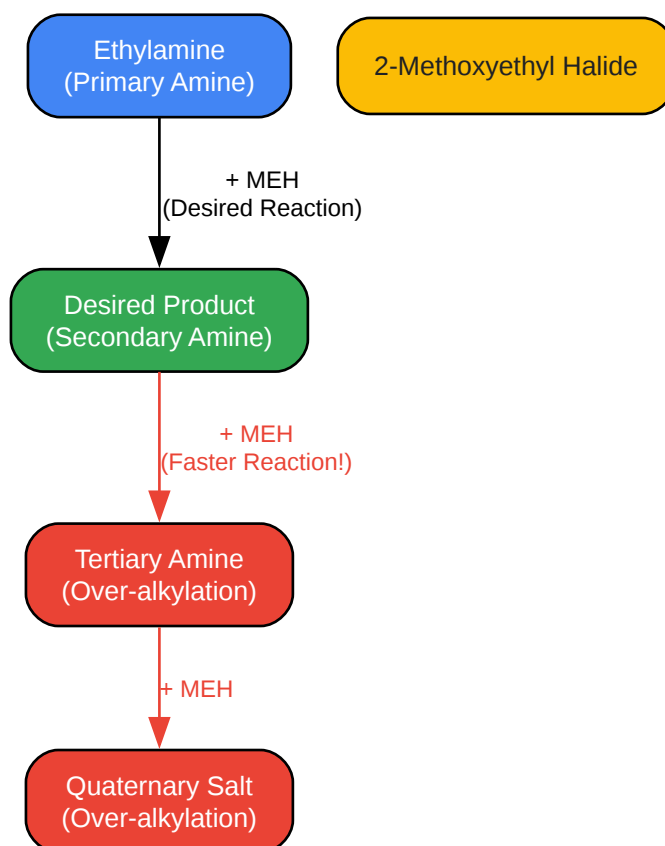 Ethylamine
(Primary Amine)
2-Methoxyethyl Halide
+ MEH
(Desired Reaction)
Desired Product
(Secondary Amine)
+ MEH
(Faster Reaction!)
Tertiary Amine
(Over-alkylation)
+ MEH
Quaternary Salt
(Over-alkylation)